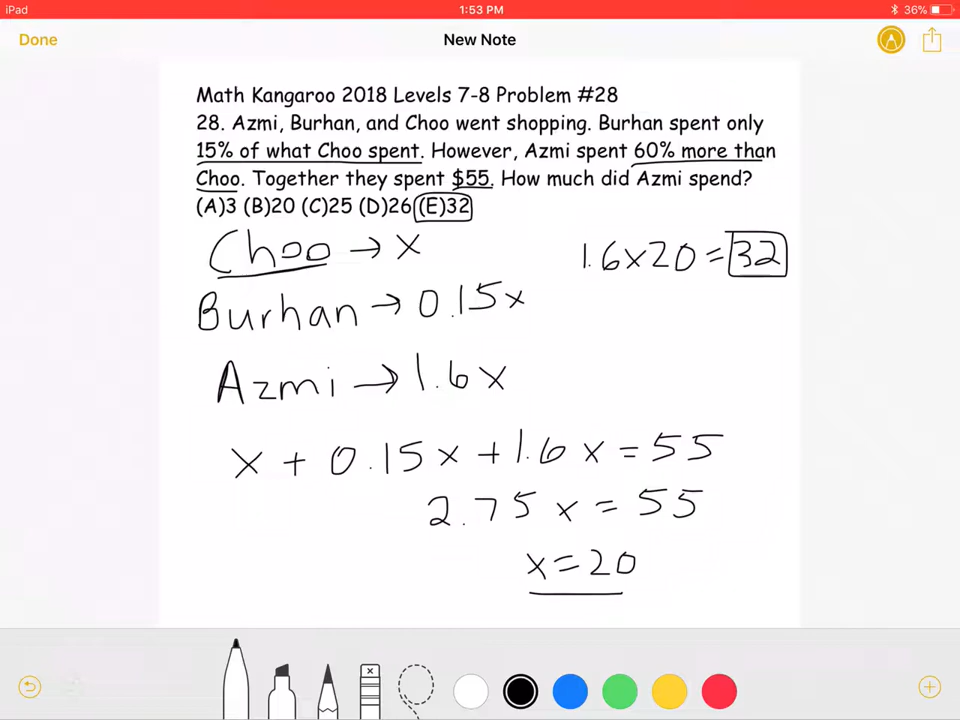 iPad 1:53 PM 36%
Done New Note
Math Kangaroo 2018 Levels 7-8 Problem #28
28. Azmi, Burhan, and Choo went shopping. Burhan spent only
15% of what Choo spent. However, Azmi spent 60% more than
Choo. Together they spent $55. How much did Azmi spend?
(A)3 (B)20 (C)25 (D)26 (E)32
Choo → x
1.6x20 = 32
Burhan → 0.15x
Azmi → 1.6x
x + 0.15x + 1.6x = 55
2.75x = 55
x = 20